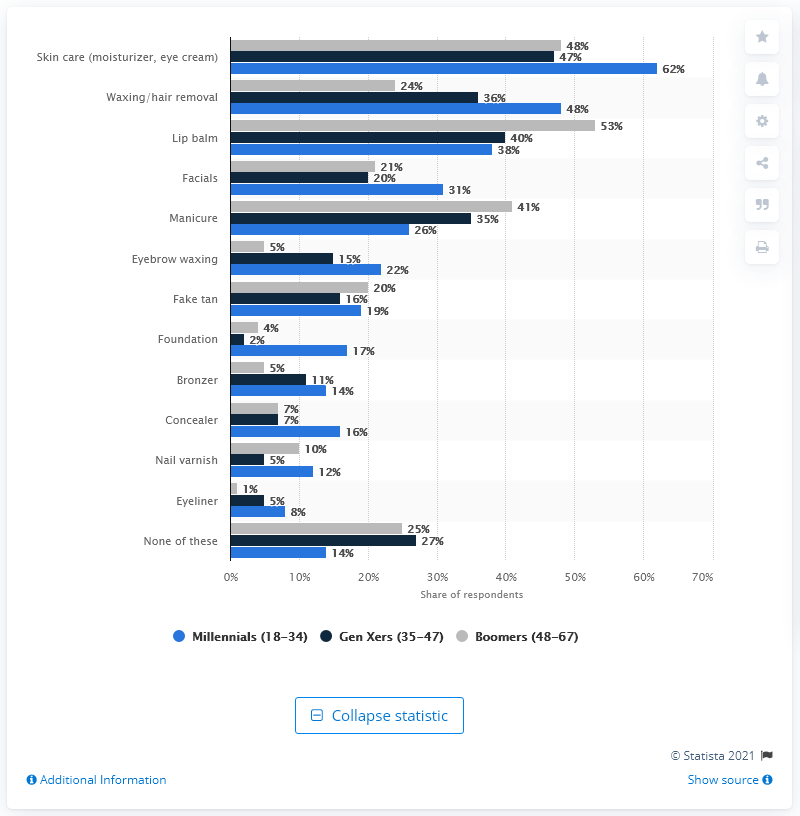 Skin care (moisturizer, eye cream)
48%
47%
62%
Waxing/hair removal
24%
36%
48%
Lip balm
53%
40%
38%
Facials
21%
20%
31%
Manicure
41%
35%
26%
Eyebrow waxing
5%
15%
22%
Fake tan
20%
16%
19%
Foundation
4%
2%
17%
Bronzer
5%
11%
14%
Concealer
7%
7%
16%
Nail varnish
10%
5%
12%
Eyeliner
1%
5%
8%
None of these
25%
27%
14%
0% 10% 20% 30% 40% 50% 60% 70%
Share of respondents
Millennials (18–34) Gen Xers (35–47) Boomers (48–67)
Collapse statistic
© Statista 2021
Additional Information Show source